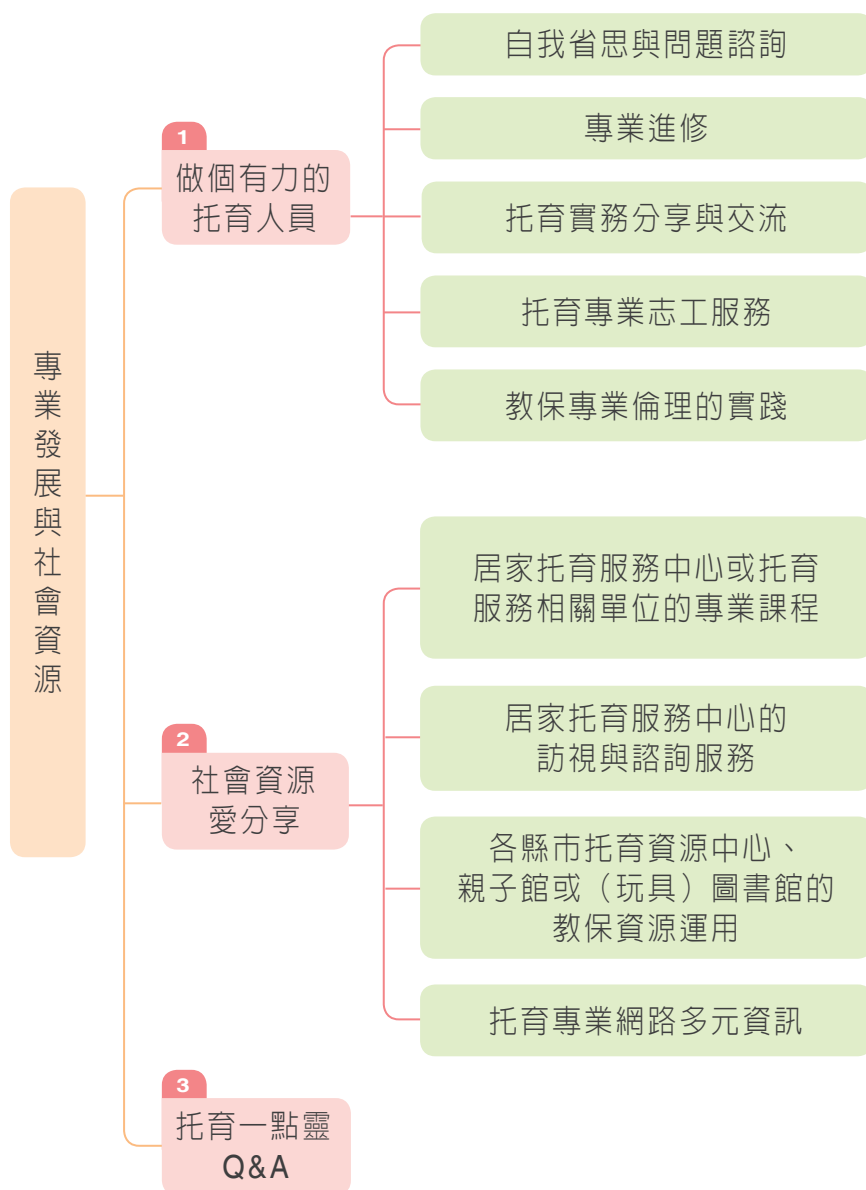 專業發展與社會資源
1
做個有力的
托育人員
自我省思與問題諮詢
專業進修
托育實務分享與交流
托育專業志工服務
教保專業倫理的實踐
2
社會資源
愛分享
居家托育服務中心或托育
服務相關單位的專業課程
居家托育服務中心的
訪視與諮詢服務
各縣市托育資源中心、
親子館或（玩具）圖書館的
教保資源運用
托育專業網路多元資訊
3
托育一點靈
Q&A